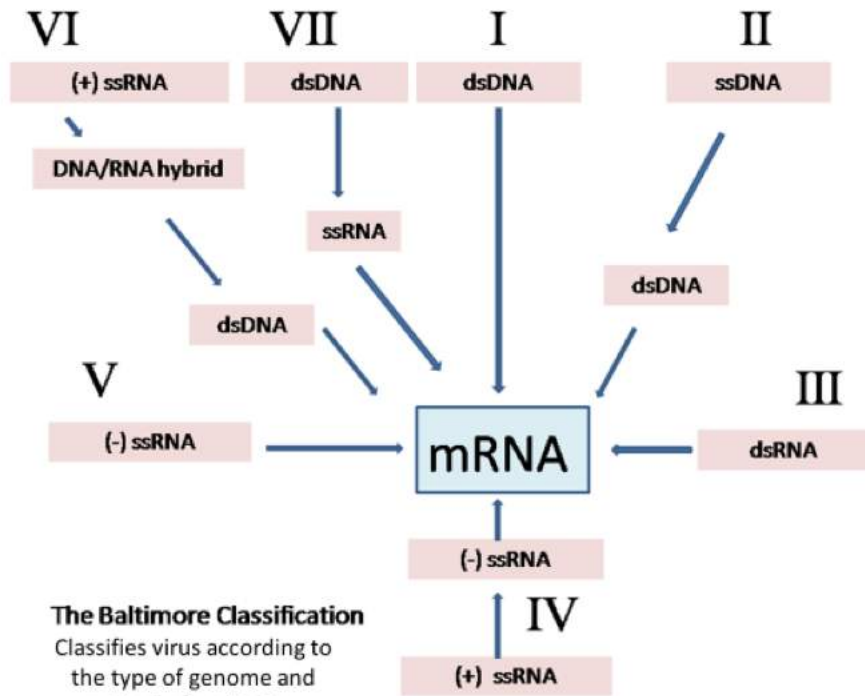 VI
VII
I
II
(+) ssRNA
dsDNA
dsDNA
ssDNA
DNA/RNA hybrid
ssRNA
dsDNA
dsDNA
V
III
(-) ssRNA
mRNA
dsRNA
(-) ssRNA
The Baltimore Classification
IV
Classifies virus according to
the type of genome and
(+) ssRNA